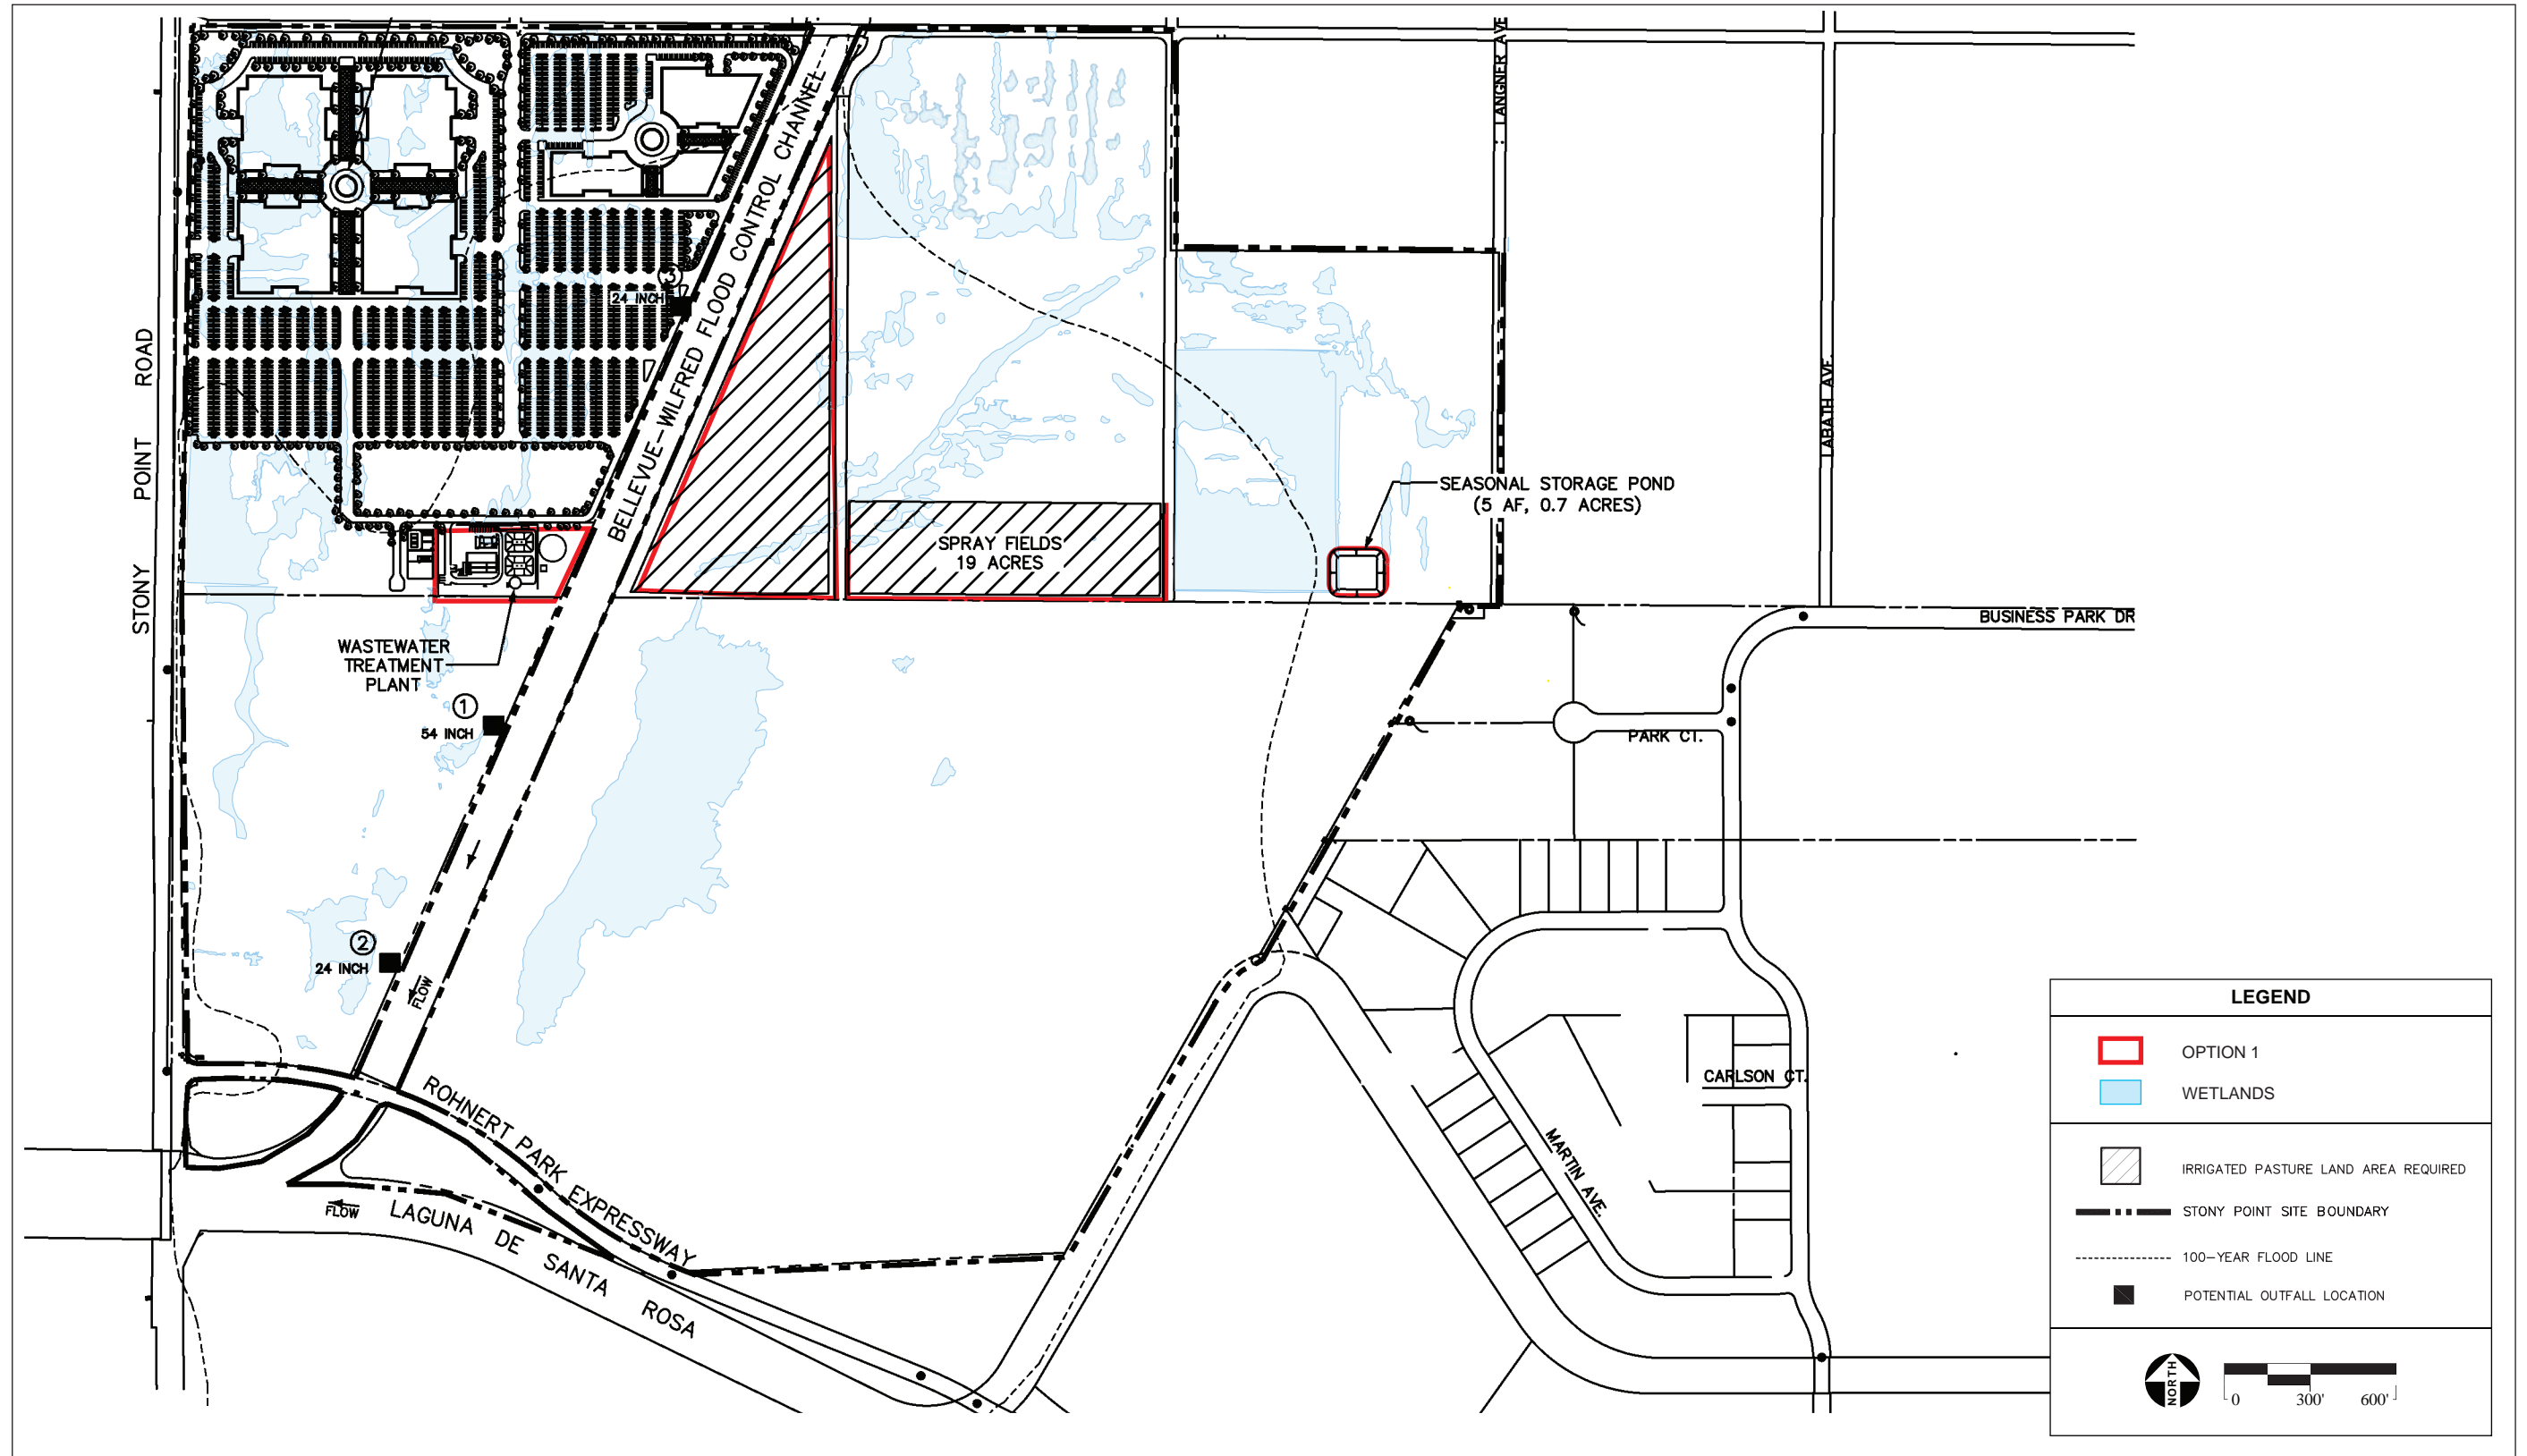 LANGNER AVE
STONY POINT ROAD
BELLEVUE-WILFRED FLOOD CONTROL CHANNEL
3
24 INCH
LABATH AVE.
SEASONAL STORAGE POND
(5 AF, 0.7 ACRES)
SPRAY FIELDS
19 ACRES
BUSINESS PARK DR
WASTEWATER
TREATMENT
PLANT
1
54 INCH
PARK CT.
2
24 INCH
FLOW
ROHNERT PARK EXPRESSWAY
FLOW
LAGUNA DE SANTA ROSA
CARLSON CT.
MARTIN AVE.
LEGEND
OPTION 1
WETLANDS
IRRIGATED PASTURE LAND AREA REQUIRED
STONY POINT SITE BOUNDARY
100-YEAR FLOOD LINE
POTENTIAL OUTFALL LOCATION
NORTH
0 300' 600'